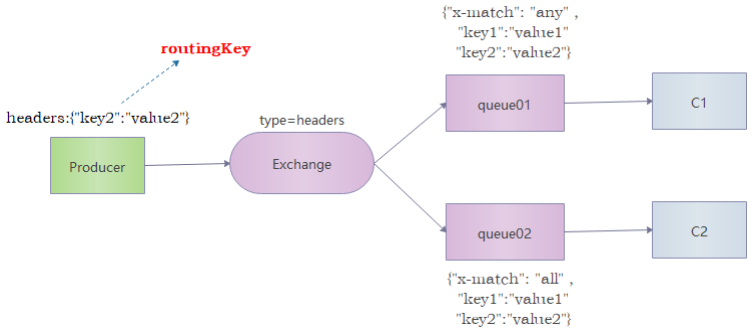 {"x-match": "any" ,
"key1":"value1"
"key2":"value2"}
routingKey
headers:{"key2":"value2"}
type=headers
Producer
Exchange
queue01
C1
queue02
C2
{"x-match": "all" ,
"key1":"value1"
"key2":"value2"}